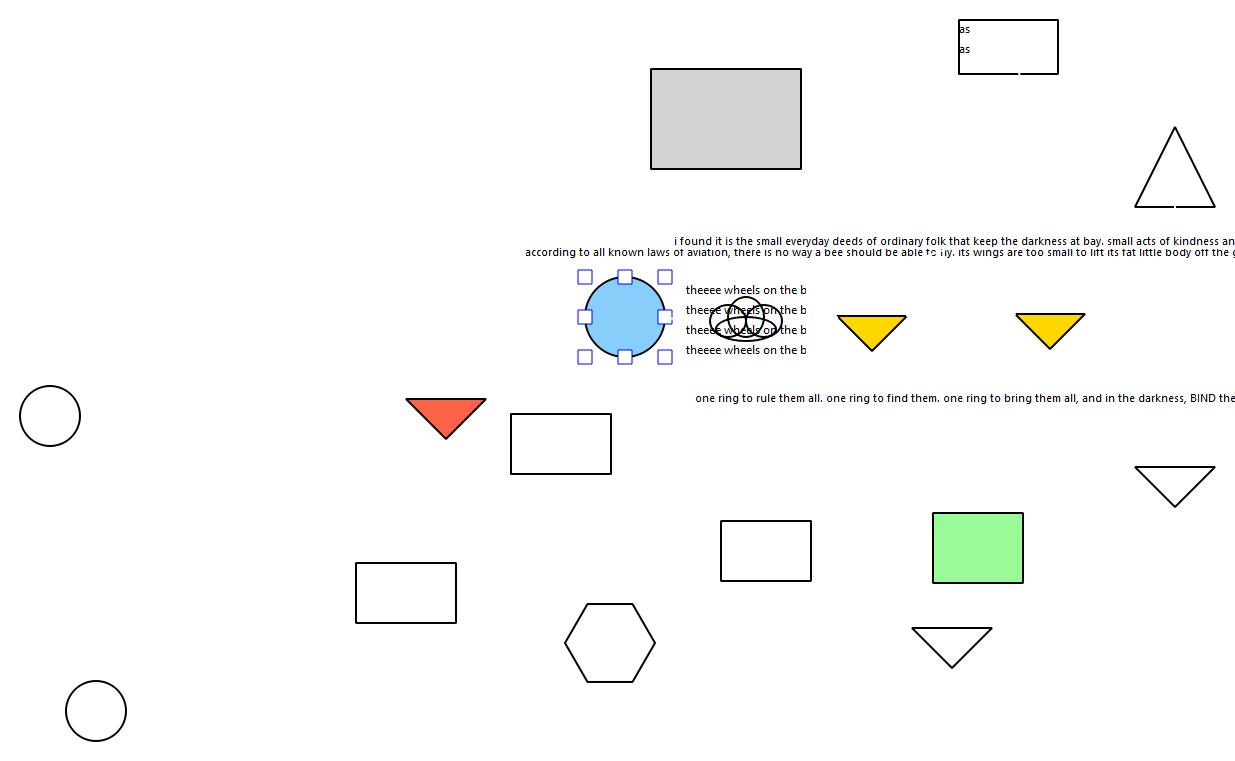 as
as
i found it is the small everyday deeds of ordinary folk that keep the darkness at bay. small acts of kindness an
according to all known laws of aviation, there is no way a bee should be able to fly. its wings are too small to lift its fat little body off the g
theeee wheels on the b
theeee wheels on the b
theeee wheels on the b
theeee wheels on the b
one ring to rule them all. one ring to find them. one ring to bring them all, and in the darkness, BIND the